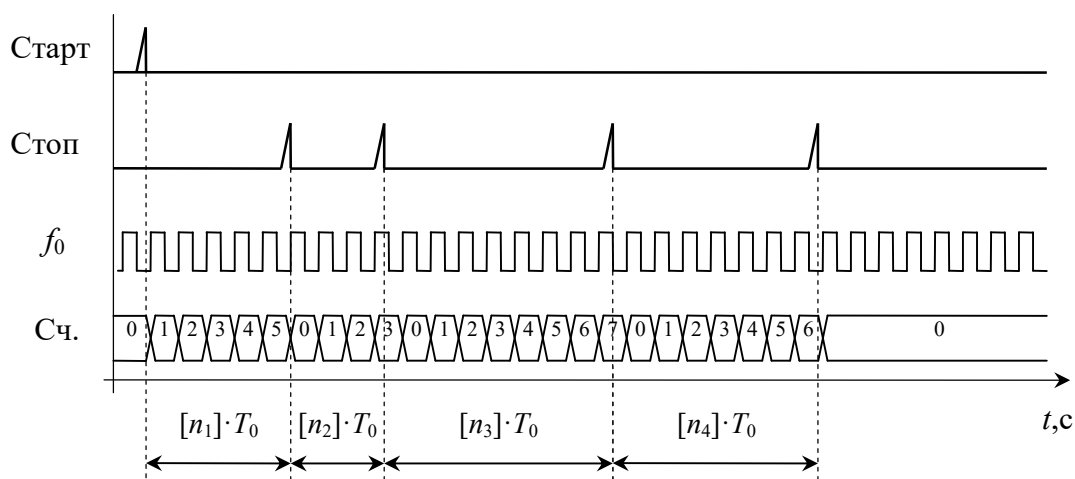 Старт
Стоп
f₀
Сч.
0 1 2 3 4 5 0 1 2 3 0 1 2 3 4 5 6 7 0 1 2 3 4 5 6 0
[n₁]·T₀ [n₂]·T₀ [n₃]·T₀ [n₄]·T₀ t,с